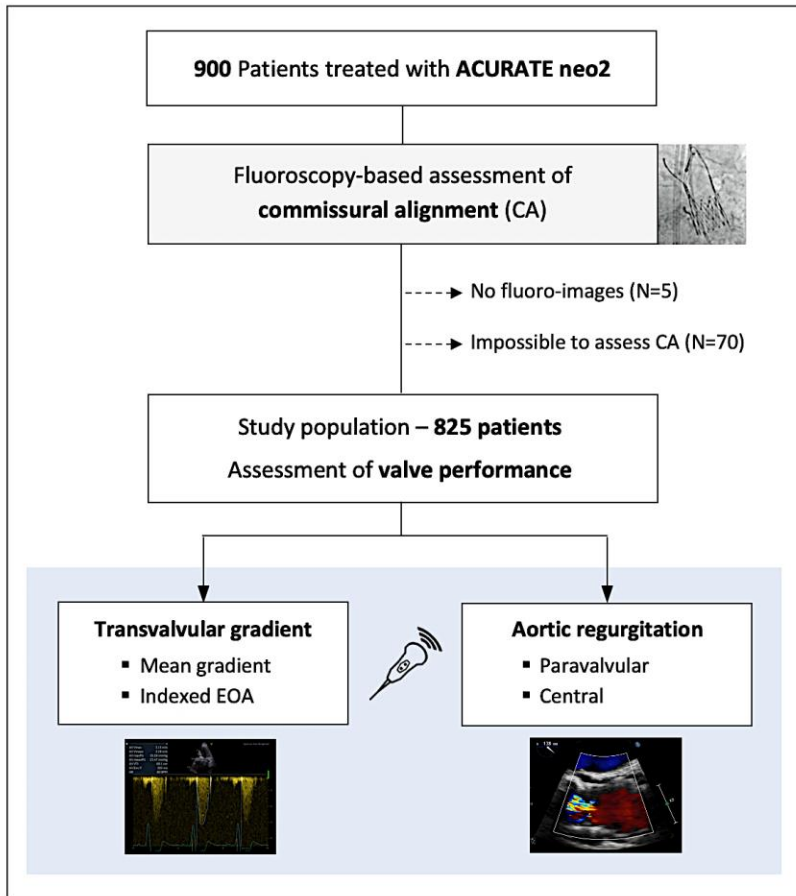 900 Patients treated with ACURATE neo2
Fluoroscopy-based assessment of
commissural alignment (CA)
No fluoro-images (N=5)
Impossible to assess CA (N=70)
Study population – 825 patients
Assessment of valve performance
Transvalvular gradient
▪ Mean gradient
▪ Indexed EOA
Aortic regurgitation
▪ Paravalvular
▪ Central